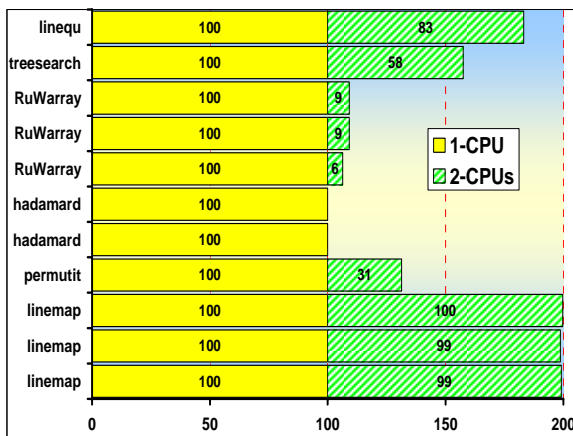 linequ 100 83
treesearch 100 58
RuWarray 100 9
RuWarray 100 9
RuWarray 100 6
hadamard 100
hadamard 100
permutit 100 31
linemap 100 100
linemap 100 99
linemap 100 99
1-CPU
2-CPUs
0 50 100 150 200